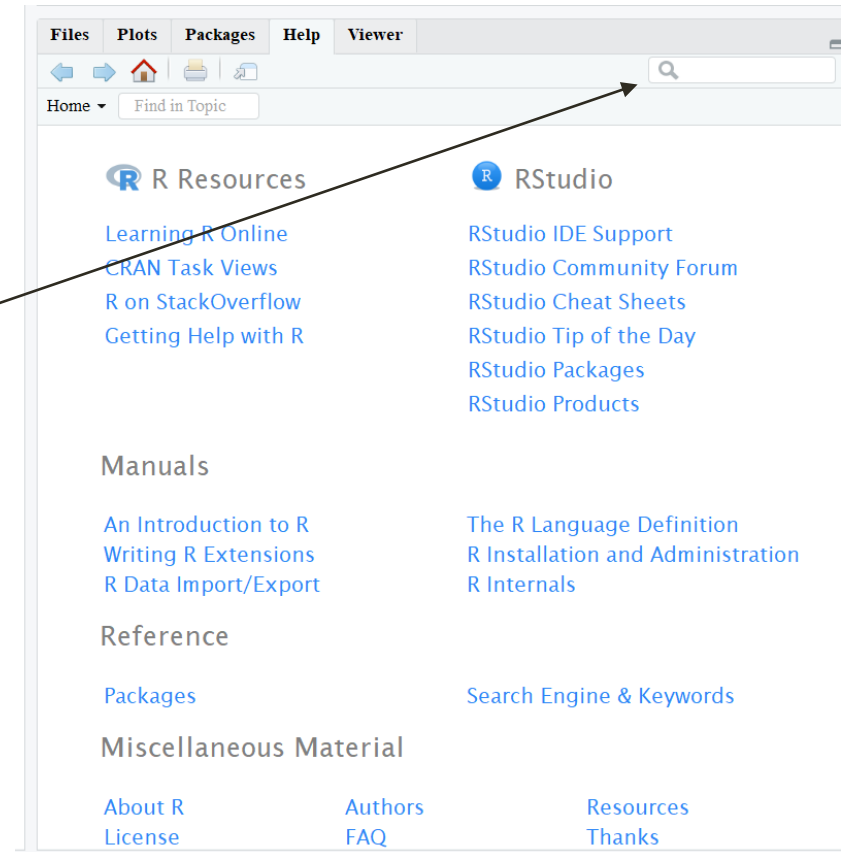 Files Plots Packages Help Viewer
Home Find in Topic
R Resources
Learning R Online
CRAN Task Views
R on StackOverflow
Getting Help with R
R RStudio
RStudio IDE Support
RStudio Community Forum
RStudio Cheat Sheets
RStudio Tip of the Day
RStudio Packages
RStudio Products
Manuals
An Introduction to R The R Language Definition
Writing R Extensions R Installation and Administration
R Data Import/Export R Internals
Reference
Packages Search Engine & Keywords
Miscellaneous Material
About R Authors Resources
License FAQ Thanks